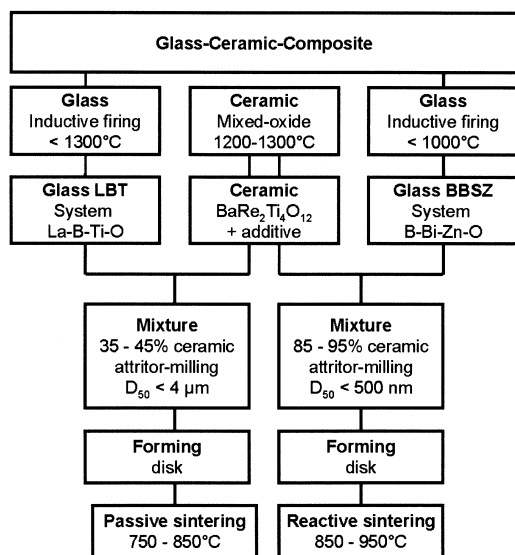 Glass-Ceramic-Composite
Glass
Inductive firing
< 1300°C
Ceramic
Mixed-oxide
1200-1300°C
Glass
Inductive firing
<1000°C
Glass LBT
System
La-B-Ti-O
Ceramic
BaRe₂Ti₄O₁₂
+ additive
Glass BBSZ
System
B-Bi-Zn-O
Mixture
35 - 45% ceramic
attritor-milling
D₅₀ < 4 µm
Mixture
85 - 95% ceramic
attritor-milling
D₅₀ < 500 nm
Forming
disk
Forming
disk
Passive sintering
750 - 850°C
Reactive sintering
850 - 950°C